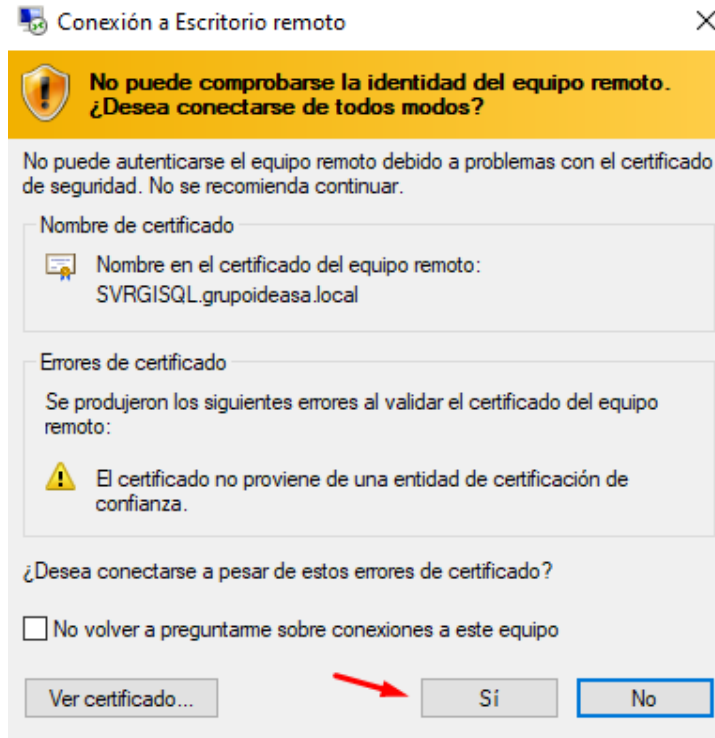 Conexión a Escritorio remoto
No puede comprobarse la identidad del equipo remoto.
¿Desea conectarse de todos modos?
No puede autenticarse el equipo remoto debido a problemas con el certificado
de seguridad. No se recomienda continuar.
Nombre de certificado
Nombre en el certificado del equipo remoto:
SVRGISQL.grupoideasa.local
Errores de certificado
Se produjeron los siguientes errores al validar el certificado del equipo
remoto:
El certificado no proviene de una entidad de certificación de
confianza.
¿Desea conectarse a pesar de estos errores de certificado?
No volver a preguntarme sobre conexiones a este equipo
Ver certificado...
Sí
No